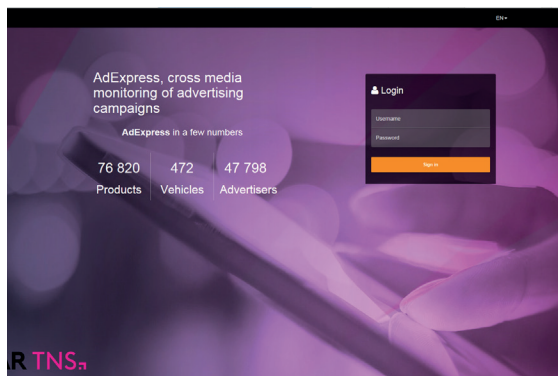 EN
AdExpress, cross media
monitoring of advertising
campaigns
AdExpress in a few numbers
76 820
Products
472
Vehicles
47 798
Advertisers
Login
Username
Password
Sign in
AR TNS